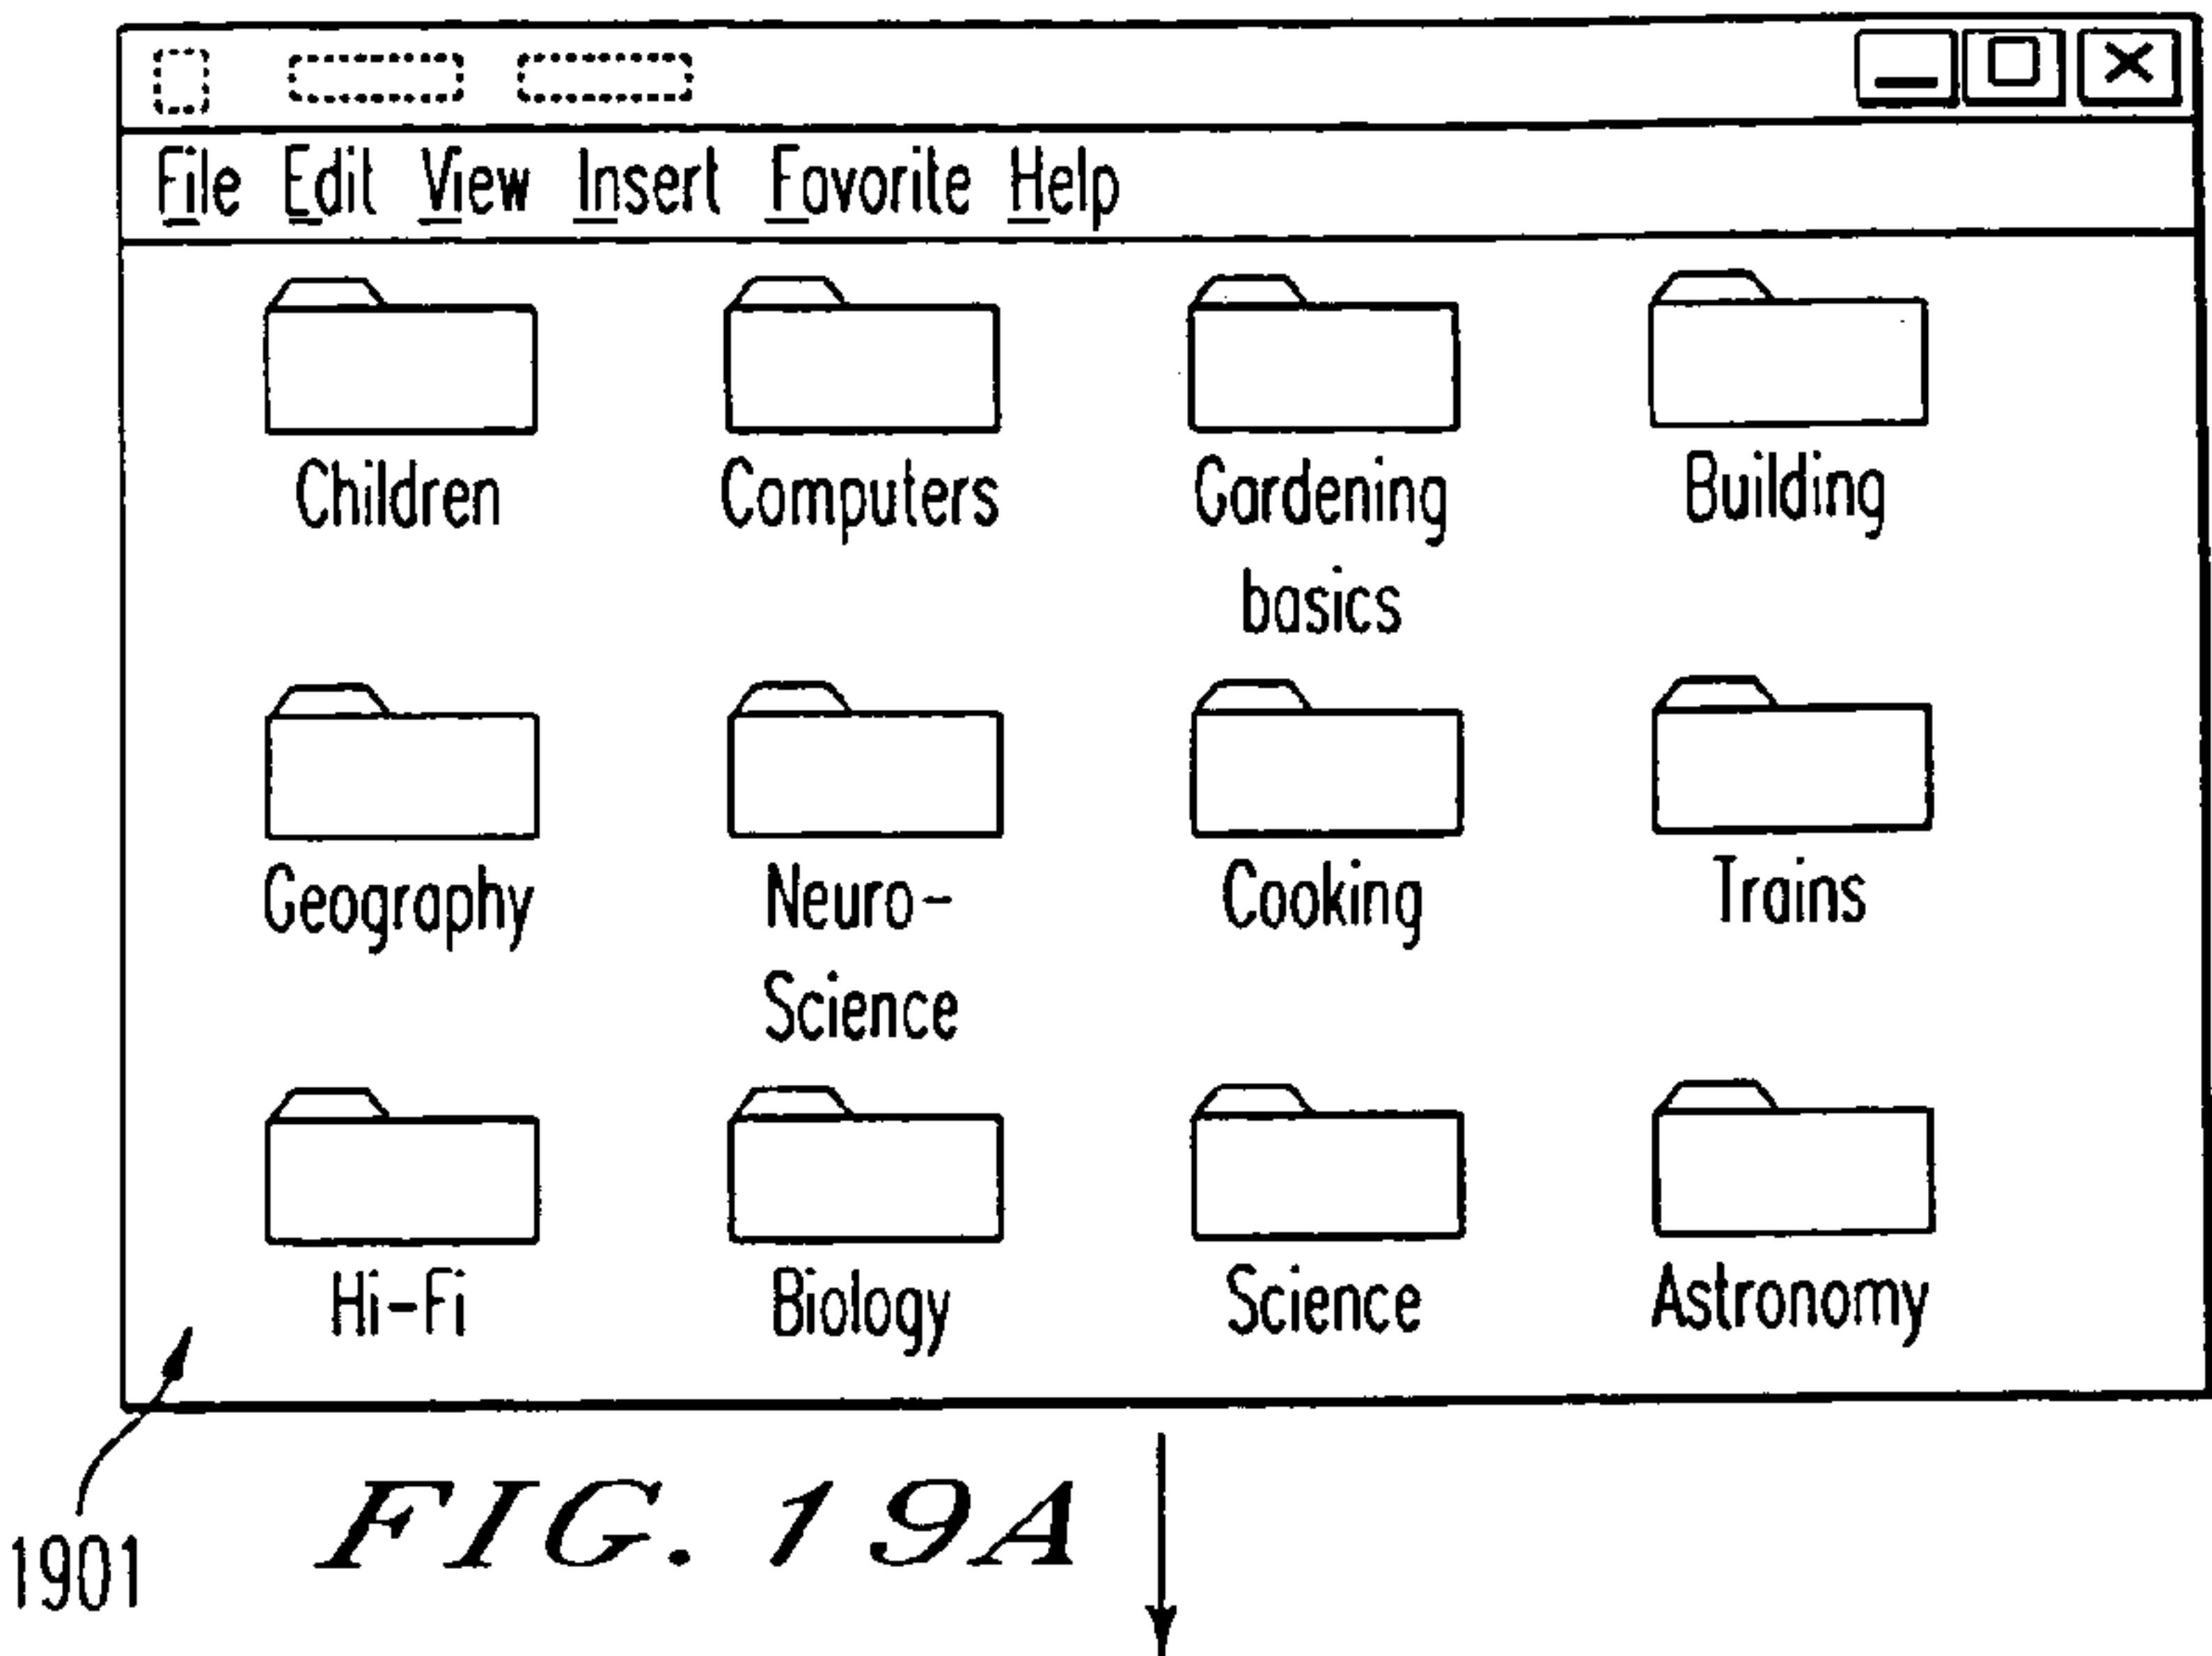 File Edit View Insert Favorite Help
Children Computers Gardening Building
basics
Geography Neuro- Cooking Trains
Science
Hi-Fi Biology Science Astronomy
FIG. 19A
1901